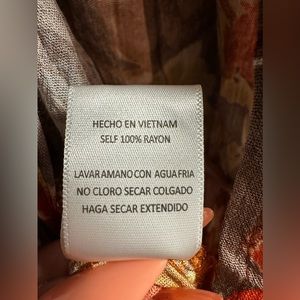 HECHO EN VIETNAM
SELF 100% RAYON
LAVAR AMANO CON AGUA FRIA
NO CLORO SECAR COLGADO
HAGA SECAR EXTENDIDO